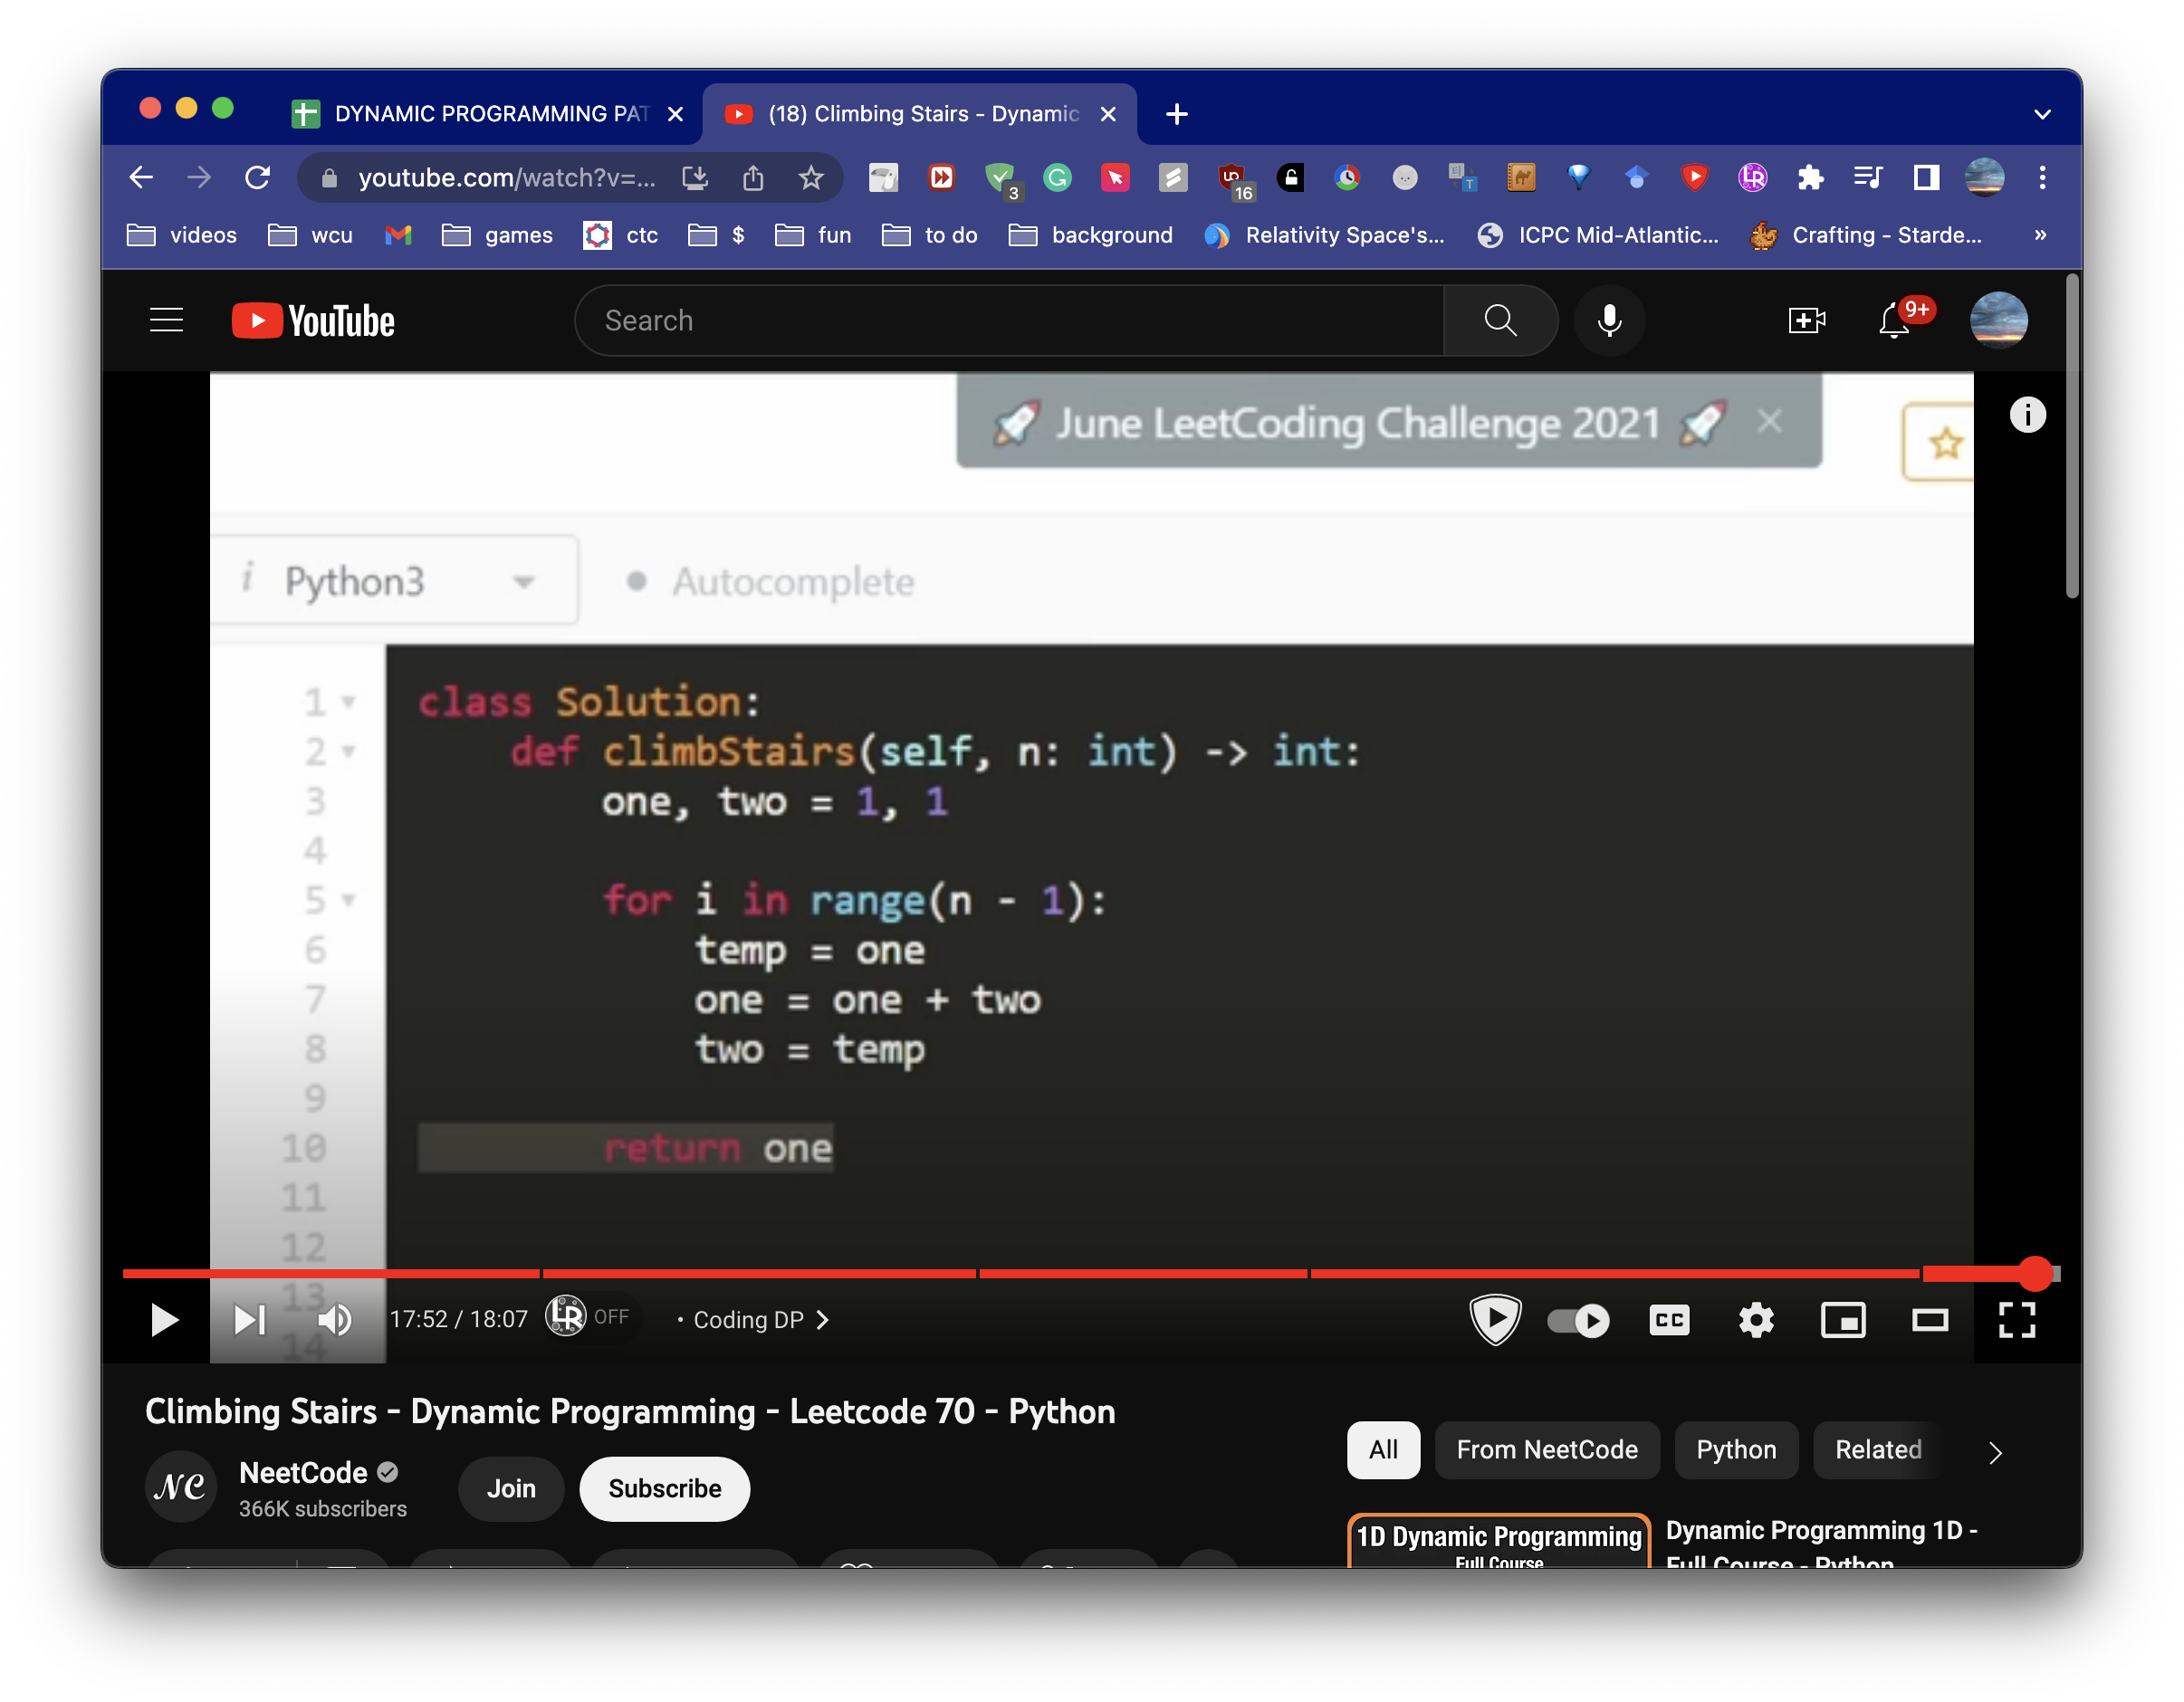 DYNAMIC PROGRAMMING PAT
(18) Climbing Stairs - Dynamic
youtube.com/watch?v=...
3
16
videos
wcu
games
ctc
$
fun
to do
background
Relativity Space's...
ICPC Mid-Atlantic...
Crafting - Starde...
»
YouTube
Search
9+
June LeetCoding Challenge 2021
i Python3
Autocomplete
1 class Solution:
2 def climbStairs(self, n: int) -> int:
3 one, two = 1, 1
4
5 for i in range(n - 1):
6 temp = one
7 one = one + two
8 two = temp
9
10 return one
11
12
13
14
17:52 / 18:07
LR OFF
• Coding DP
CC
Climbing Stairs - Dynamic Programming - Leetcode 70 - Python
NC
NeetCode
366K subscribers
Join
Subscribe
All
From NeetCode
Python
Related
1D Dynamic Programming
Full Course
Dynamic Programming 1D -
Full Course - Python